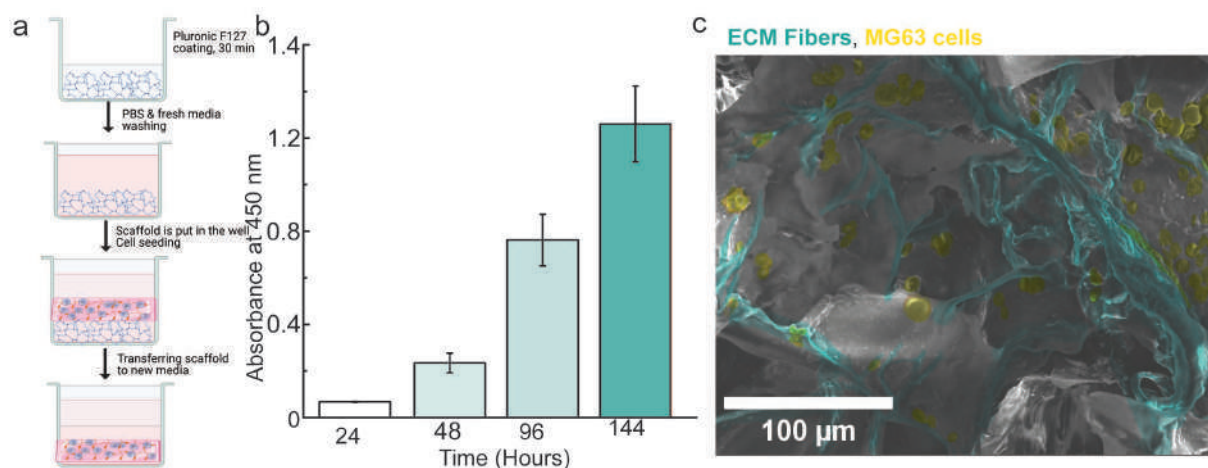 a
Pluronic F127
coating, 30 min
PBS & fresh media
washing
Scaffold is put in the well
Cell seeding
Transferring scaffold
to new media
b
Absorbance at 450 nm
1.4
1.2
0.8
0.4
0
24
48
96
144
Time (Hours)
c
ECM Fibers, MG63 cells
100 µm